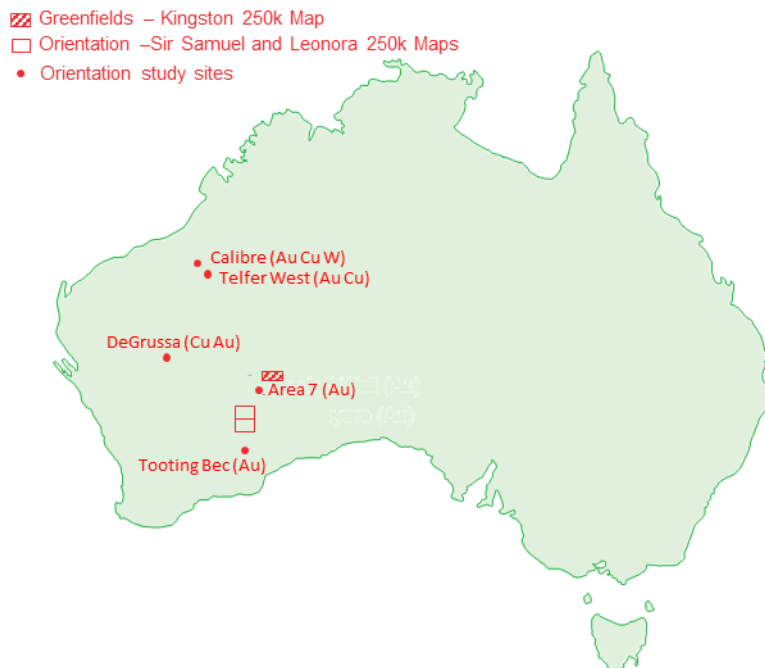 Greenfields – Kingston 250k Map
Orientation –Sir Samuel and Leonora 250k Maps
Orientation study sites
Calibre (Au Cu W)
Telfer West (Au Cu)
DeGrussa (Cu Au)
Area 7 (Au)
Tooting Bec (Au)